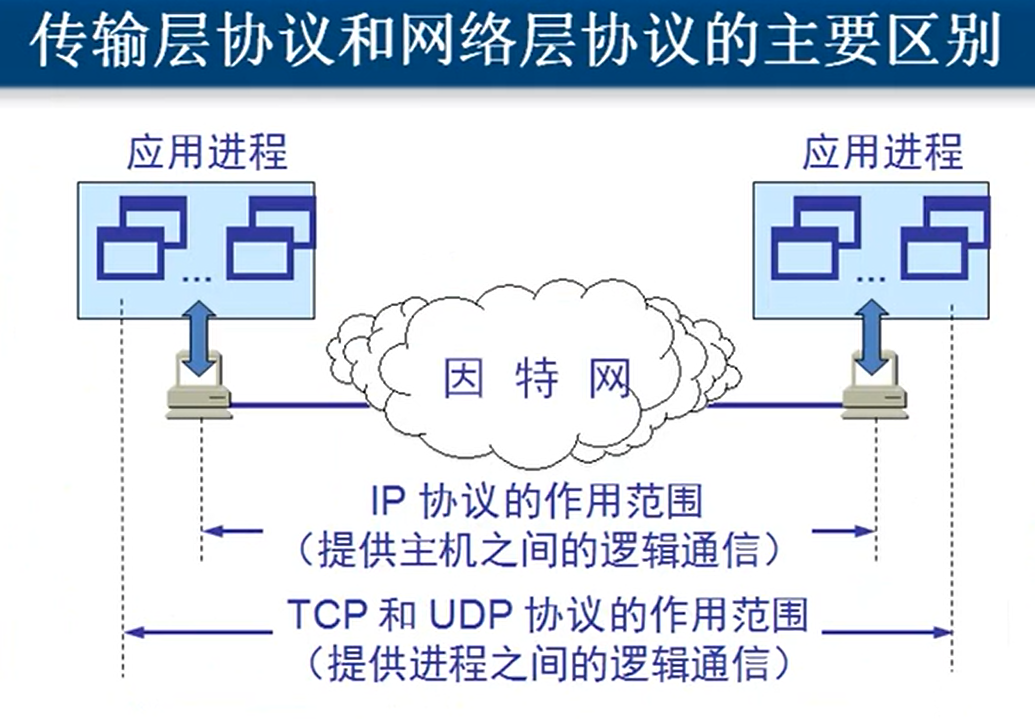 传输层协议和网络层协议的主要区别
应用进程
应用进程
…
…
因 特 网
IP 协议的作用范围
（提供主机之间的逻辑通信）
TCP 和 UDP 协议的作用范围
（提供进程之间的逻辑通信）